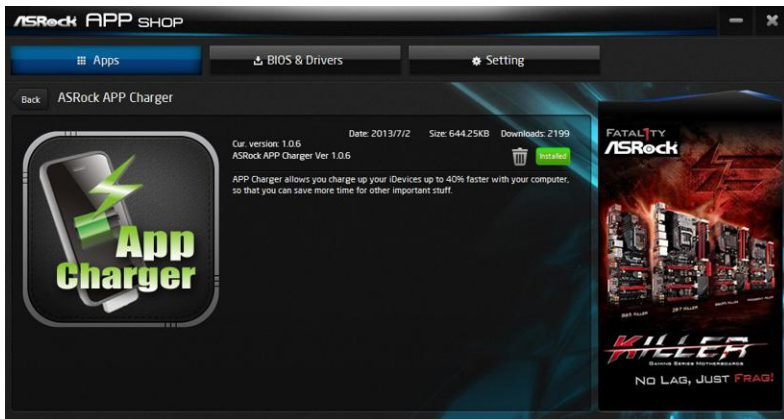 ASRock APP SHOP
Apps
BIOS & Drivers
Setting
Back
ASRock APP Charger
Date: 2013/7/2 Size: 644.25KB Downloads: 2199
Cur. version: 1.0.6
ASRock APP Charger Ver 1.0.6
Installed
APP Charger allows you charge up your iDevices up to 40% faster with your computer,
so that you can save more time for other important stuff.
App
Charger
FATAL1TY
ASRock
KILLER
GAMING SERIES MOTHERBOARDS
NO LAG, JUST FRAG!